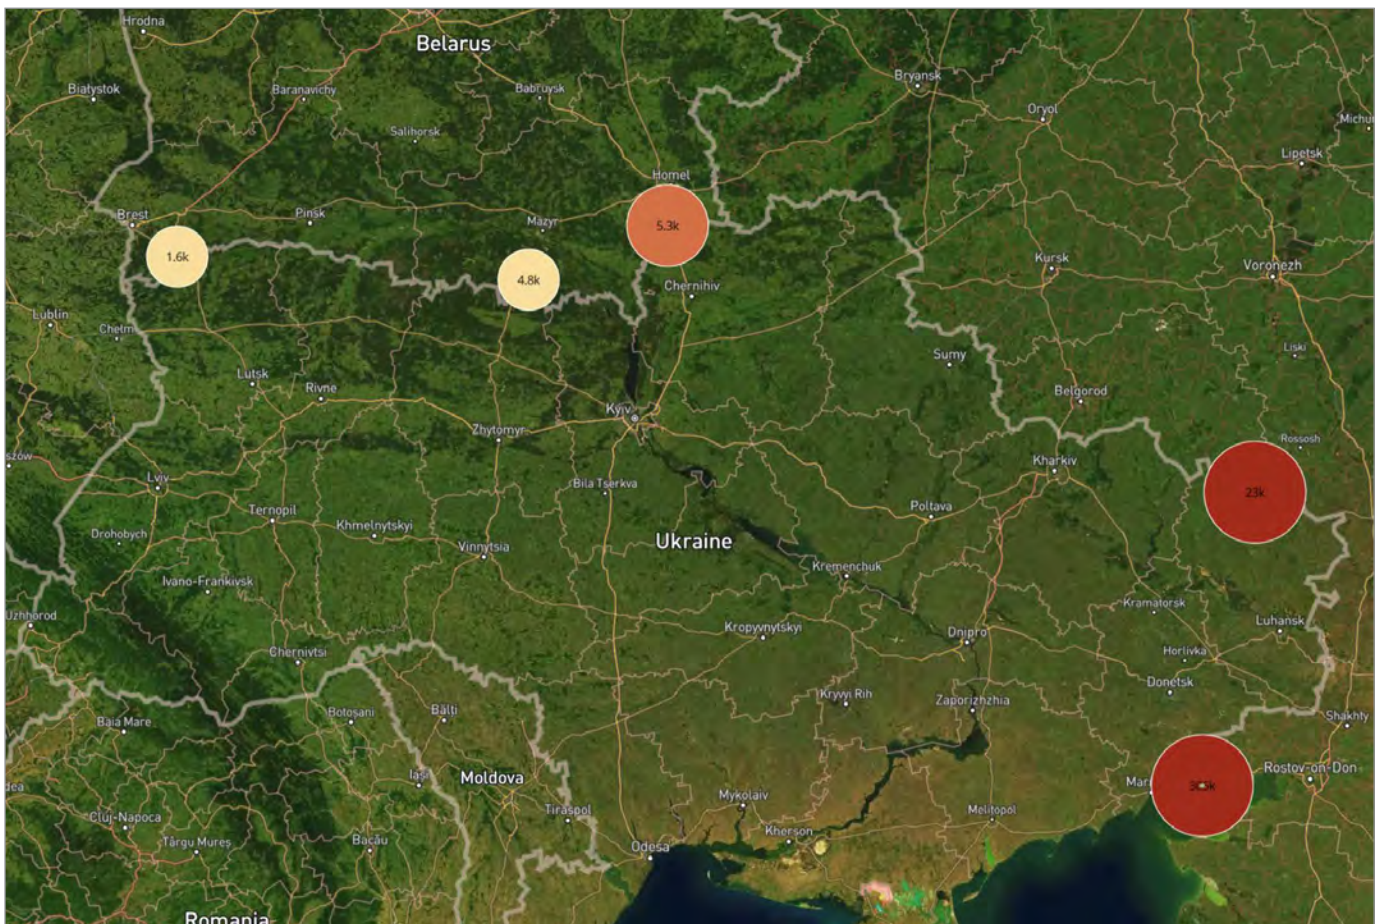 Hrodna
Belarus
Białystok
Baranavichy
Babruysk
Bryansk
Oryol
Salihorsk
Lipetsk
Homel
Brest
Pinsk
Mazyr
5.3k
1.6k
4.8k
Kursk
Voronezh
Chernihiv
Lublin
Chełm
Liski
Sumy
Lutsk
Rivne
Belgorod
Kyiv
Zhytomyr
Rossosh
Kharkiv
Lviv
Bila Tserkva
23k
Ternopil
Khmelnytskyi
Poltava
Drohobych
Vinnytsia
Ukraine
Ivano-Frankivsk
Kremenchuk
Uzhhorod
Kramatorsk
Luhansk
Kropyvnytskyi
Dnipro
Chernivtsi
Horlivka
Donetsk
Kryvyi Rih
Zaporizhzhia
Botoșani
Bălți
Baia Mare
Shakhty
Iași
Moldova
Rostov-on-Don
Mykolaiv
Tiraspol
Melitopol
Cluj-Napoca
Kherson
Târgu Mureș
Bacău
Odesa
Romania